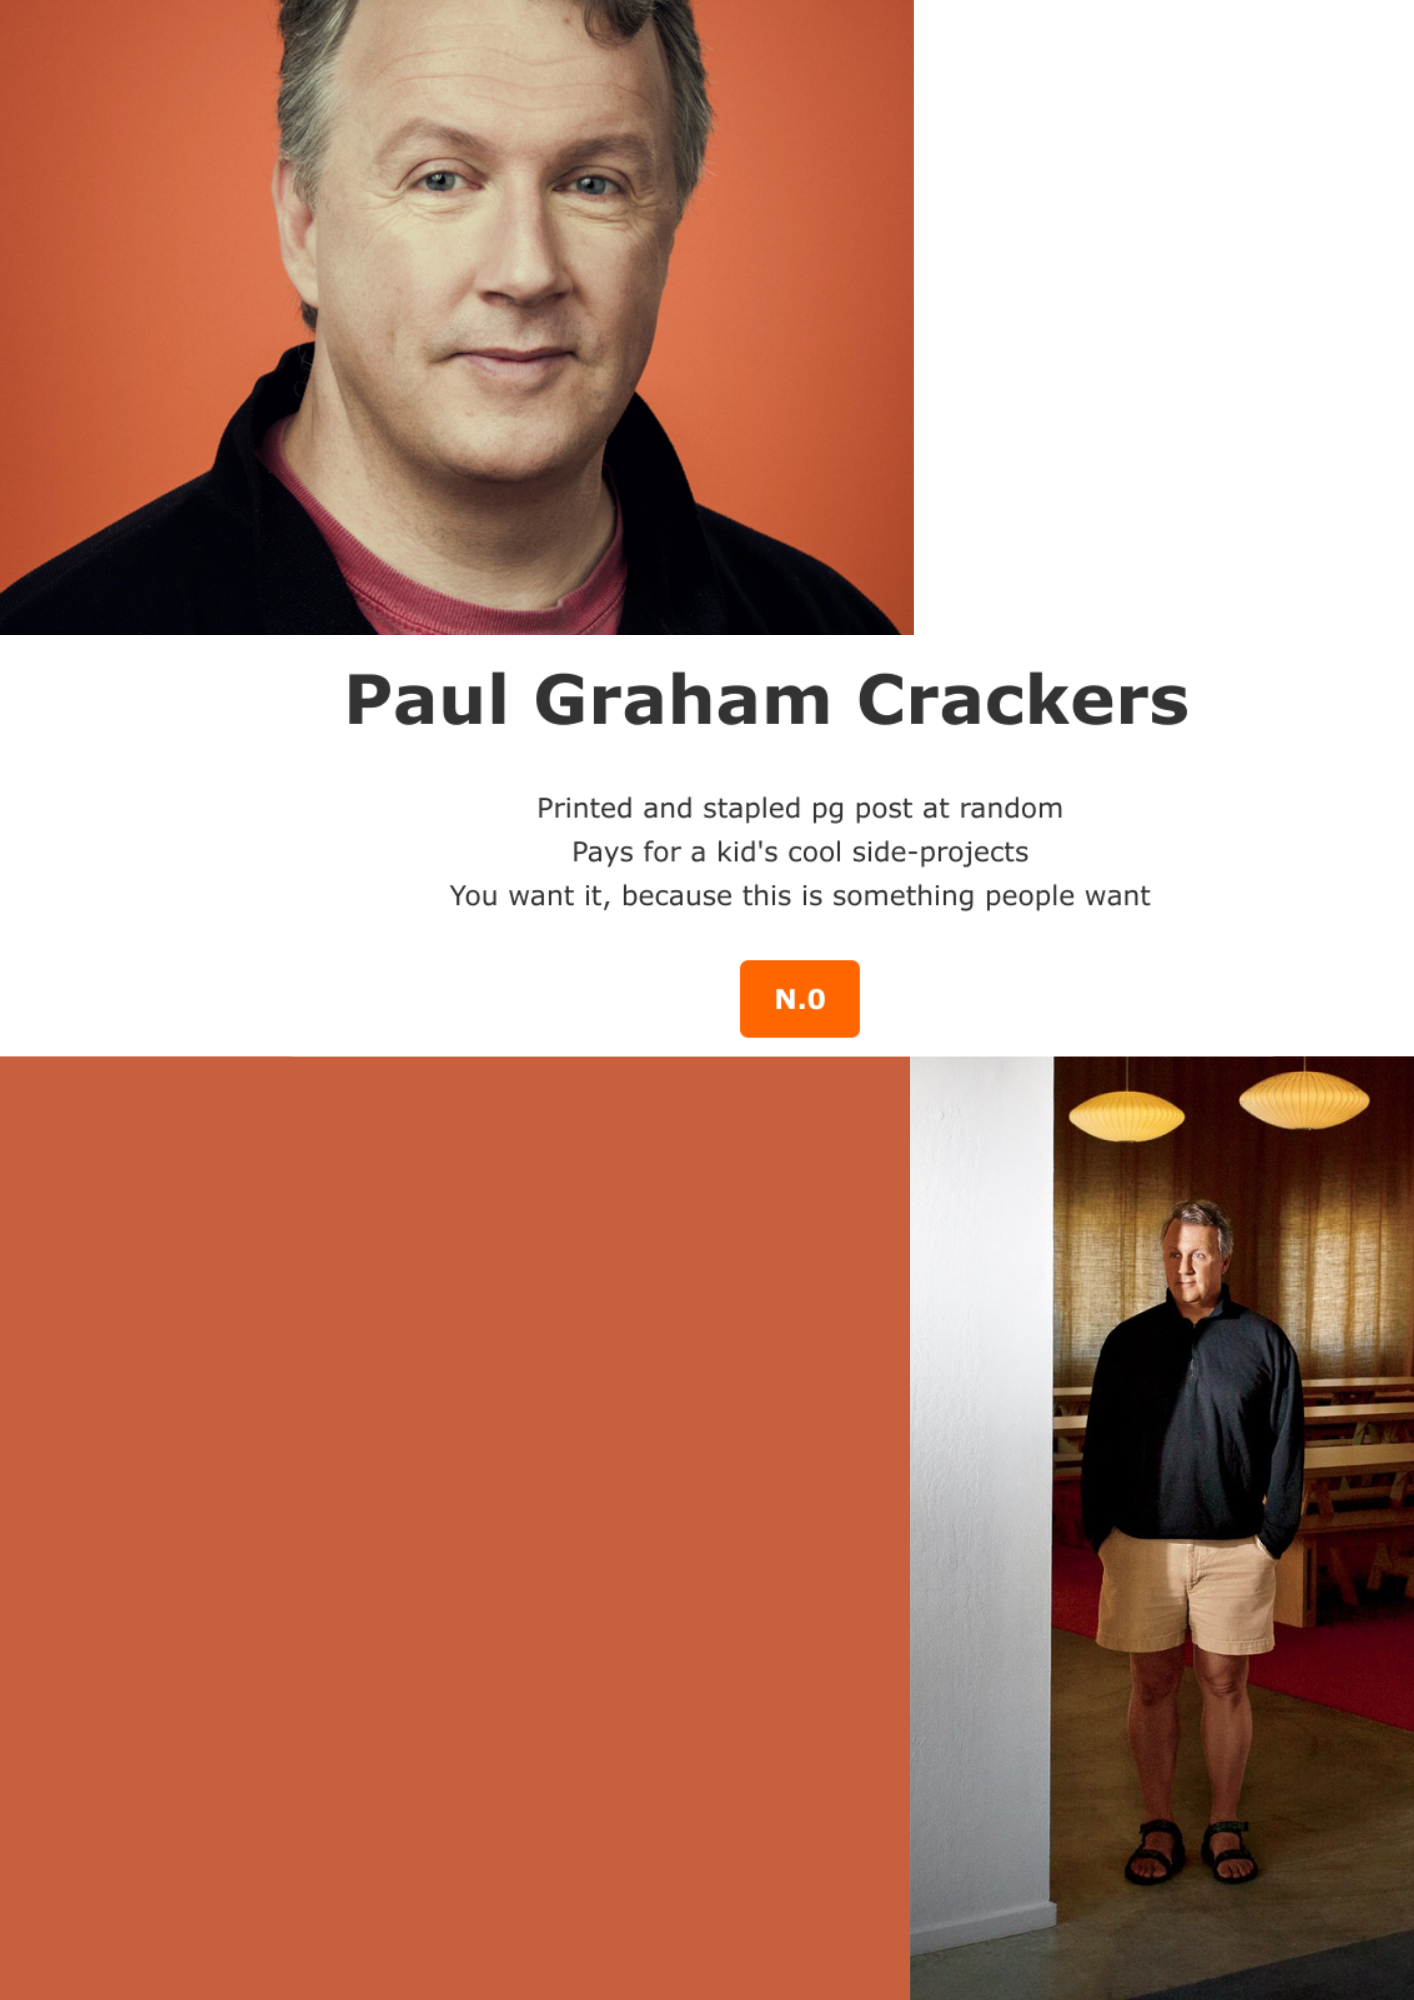 Paul Graham Crackers
Printed and stapled pg post at random
Pays for a kid's cool side-projects
You want it, because this is something people want
N.0